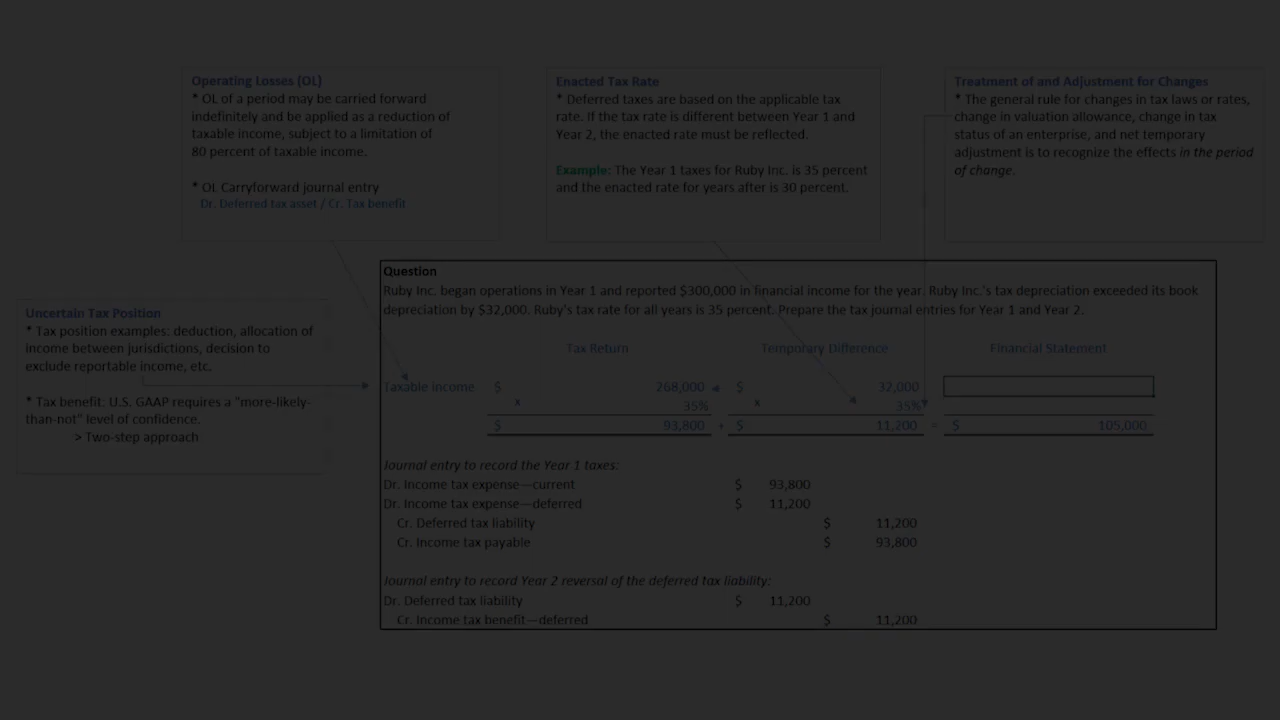 Operating Losses (OL)
* OL of a period may be carried forward
indefinitely and be applied as a reduction of
taxable income, subject to a limitation of
80 percent of taxable income.
* OL Carryforward journal entry
Dr. Deferred tax asset / Cr. Tax benefit
Enacted Tax Rate
* Deferred taxes are based on the applicable tax
rate. If the tax rate is different between Year 1 and
Year 2, the enacted rate must be reflected.
Example: The Year 1 taxes for Ruby Inc. is 35 percent
and the enacted rate for years after is 30 percent.
Treatment of and Adjustment for Changes
* The general rule for changes in tax laws or rates,
change in valuation allowance, change in tax
status of an enterprise, and net temporary
adjustment is to recognize the effects in the period
of change.
Uncertain Tax Position
* Tax position examples: deduction, allocation of
income between jurisdictions, decision to
exclude reportable income, etc.
* Tax benefit: U.S. GAAP requires a "more-likely-
than-not" level of confidence.
> Two-step approach
Question
Ruby Inc. began operations in Year 1 and reported $300,000 in financial income for the year. Ruby Inc.'s tax depreciation exceeded its book
depreciation by $32,000. Ruby's tax rate for all years is 35 percent. Prepare the tax journal entries for Year 1 and Year 2.
Tax Return Temporary Difference Financial Statement
Taxable income $ 268,000 $ 32,000
x 35% x 35%
$ 93,800 + $ 11,200 = $ 105,000
Journal entry to record the Year 1 taxes:
Dr. Income tax expense—current $ 93,800
Dr. Income tax expense—deferred $ 11,200
Cr. Deferred tax liability $ 11,200
Cr. Income tax payable $ 93,800
Journal entry to record Year 2 reversal of the deferred tax liability:
Dr. Deferred tax liability $ 11,200
Cr. Income tax benefit—deferred $ 11,200